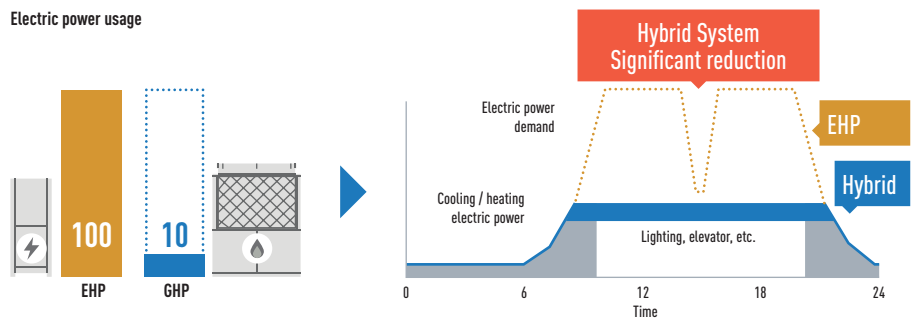 Electric power usage
100
10
EHP
GHP
Hybrid System
Significant reduction
Electric power
demand
EHP
Cooling / heating
electric power
Hybrid
Lighting, elevator, etc.
0
6
12
18
24
Time